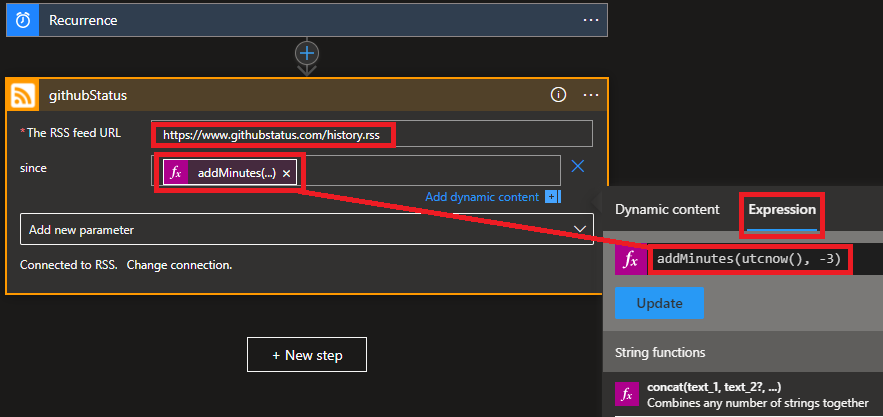 Recurrence
githubStatus
* The RSS feed URL
https://www.githubstatus.com/history.rss
since
fx addMinutes(...) ×
Add dynamic content
Add new parameter
Connected to RSS. Change connection.
+ New step
Dynamic content Expression
fx addMinutes(utcnow(), -3)
Update
String functions
fx concat(text_1, text_2?, ...)
Combines any number of strings together